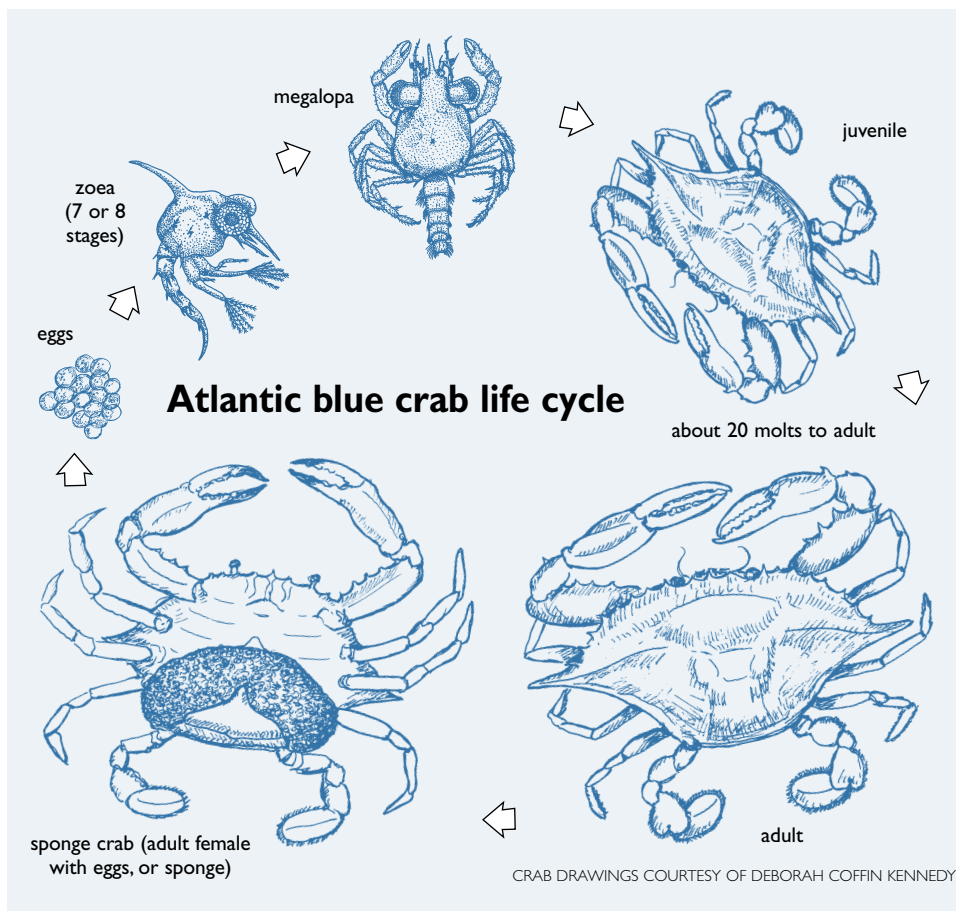 megalopa
juvenile
zoea
(7 or 8
stages)
eggs
Atlantic blue crab life cycle
about 20 molts to adult
sponge crab (adult female
with eggs, or sponge)
adult
CRAB DRAWINGS COURTESY OF DEBORAH COFFIN KENNEDY